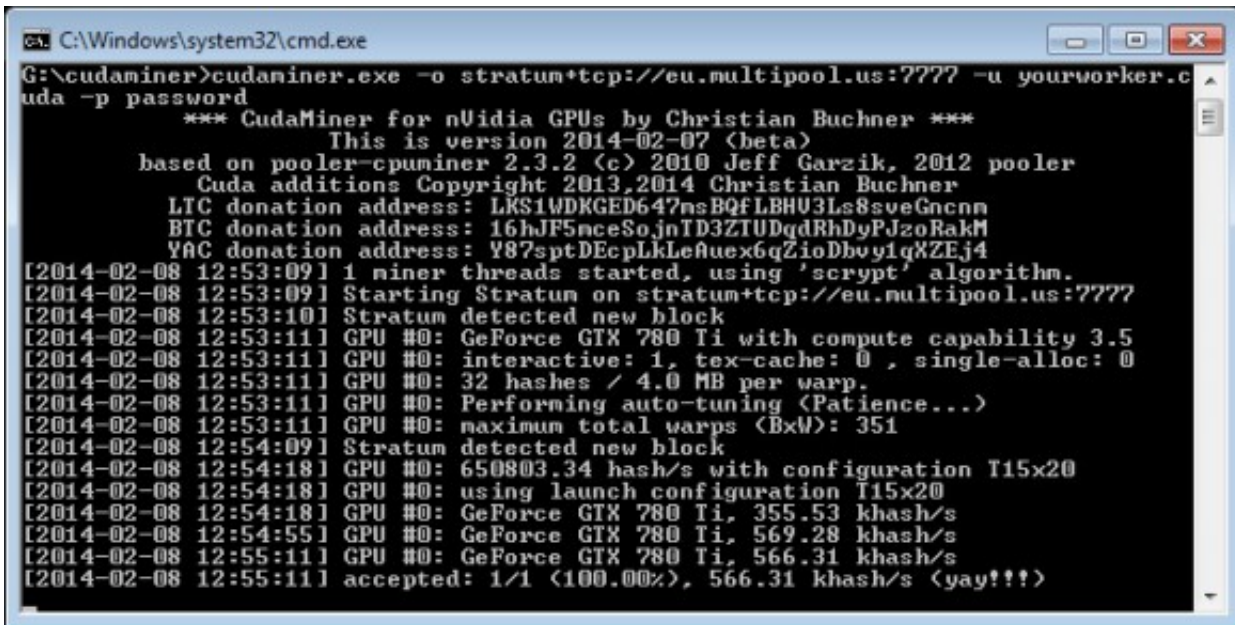 C:\Windows\system32\cmd.exe
G:\cudaminer>cudaminer.exe -o stratum+tcp://eu.multipool.us:7777 -u yourworker.c
uda -p password
*** CudaMiner for nVidia GPUs by Christian Buchner ***
This is version 2014-02-07 (beta)
based on pooler-cpuminer 2.3.2 (c) 2010 Jeff Garzik, 2012 pooler
Cuda additions Copyright 2013,2014 Christian Buchner
LTC donation address: LKS1WDKGED647msBQfLBHV3Ls8sveGncnm
BTC donation address: 16hJF5mceSojnTD3ZTUDqdRhDyPJzoRakM
YAC donation address: Y87sptDEcpLkLeAuex6qZioDbvy1qXZEj4
[2014-02-08 12:53:09] 1 miner threads started, using 'scrypt' algorithm.
[2014-02-08 12:53:09] Starting Stratum on stratum+tcp://eu.multipool.us:7777
[2014-02-08 12:53:10] Stratum detected new block
[2014-02-08 12:53:11] GPU #0: GeForce GTX 780 Ti with compute capability 3.5
[2014-02-08 12:53:11] GPU #0: interactive: 1, tex-cache: 0 , single-alloc: 0
[2014-02-08 12:53:11] GPU #0: 32 hashes / 4.0 MB per warp.
[2014-02-08 12:53:11] GPU #0: Performing auto-tuning (Patience...)
[2014-02-08 12:53:11] GPU #0: maximum total warps (BxW): 351
[2014-02-08 12:54:09] Stratum detected new block
[2014-02-08 12:54:18] GPU #0: 650803.34 hash/s with configuration T15x20
[2014-02-08 12:54:18] GPU #0: using launch configuration T15x20
[2014-02-08 12:54:18] GPU #0: GeForce GTX 780 Ti, 355.53 khash/s
[2014-02-08 12:54:55] GPU #0: GeForce GTX 780 Ti, 569.28 khash/s
[2014-02-08 12:55:11] GPU #0: GeForce GTX 780 Ti, 566.31 khash/s
[2014-02-08 12:55:11] accepted: 1/1 (100.00%), 566.31 khash/s (yay!!!)